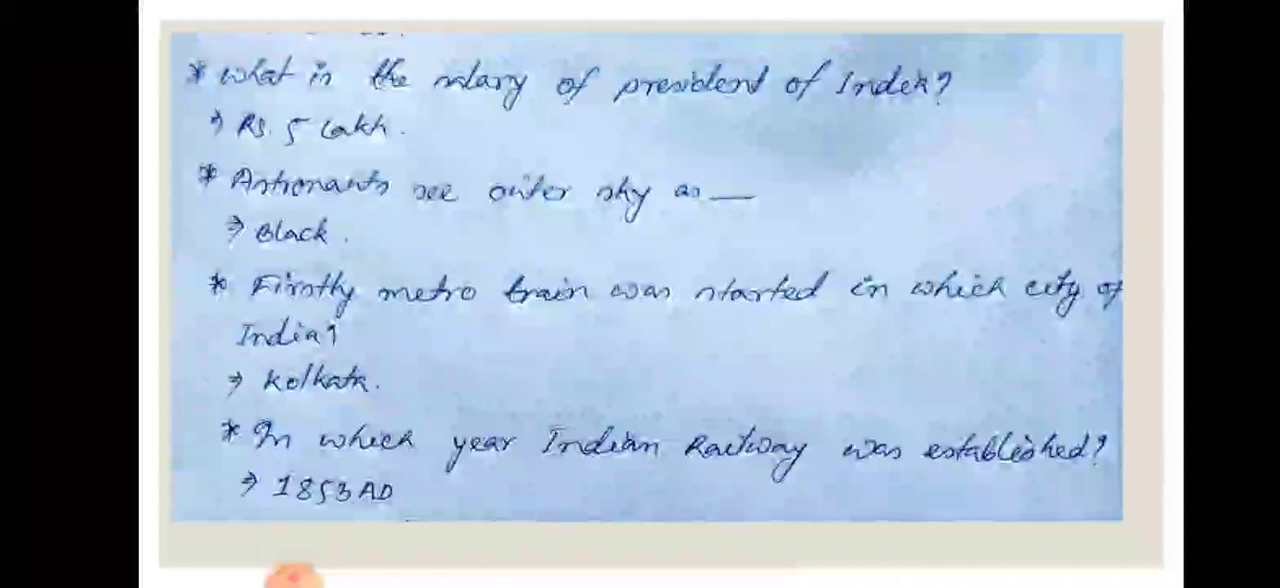 * What is the salary of president of India?
→ Rs. 5 Lakh.
* Astronauts see outer sky as —
→ Black.
* Firstly metro train was started in which city of
India?
→ Kolkata.
* In which year Indian Railway was established?
→ 1853 AD